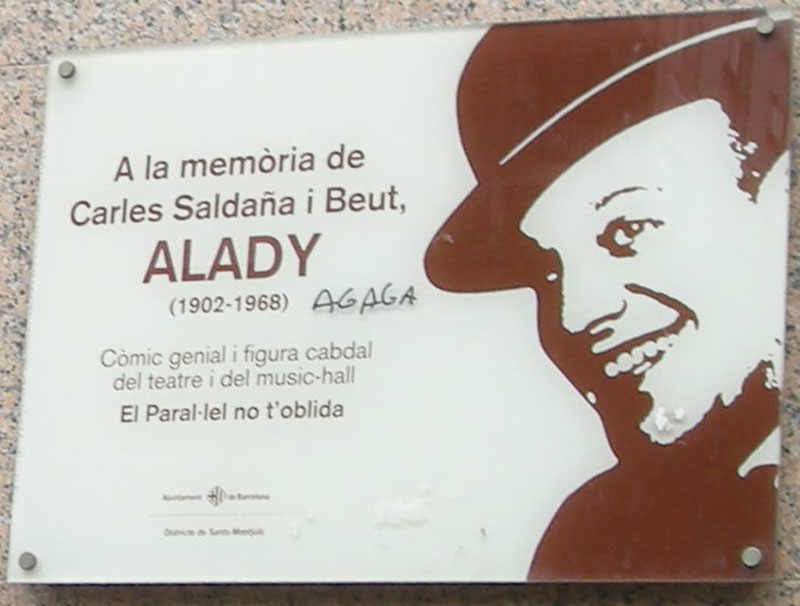 A la memòria de
Carles Saldaña i Beut,
ALADY
(1902-1968) AGAGA
Còmic genial i figura cabdal
del teatre i del music-hall
El Paral·lel no t'oblida
Ajuntament de Barcelona
Districte de Sants-Montjuïc